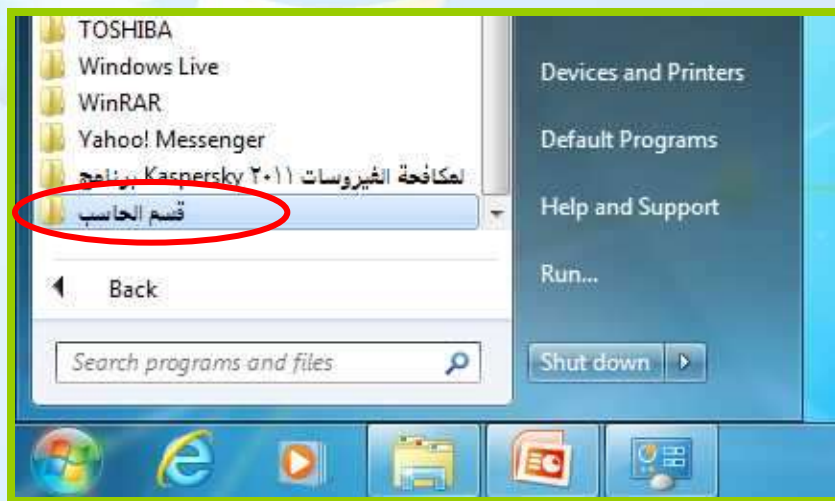 TOSHIBA
Windows Live
WinRAR
Yahoo! Messenger
لمكافحة الفيروسات ٢٠١١ Kaspersky برنامج
قسم الحاسب
Back
Search programs and files
Devices and Printers
Default Programs
Help and Support
Run...
Shut down